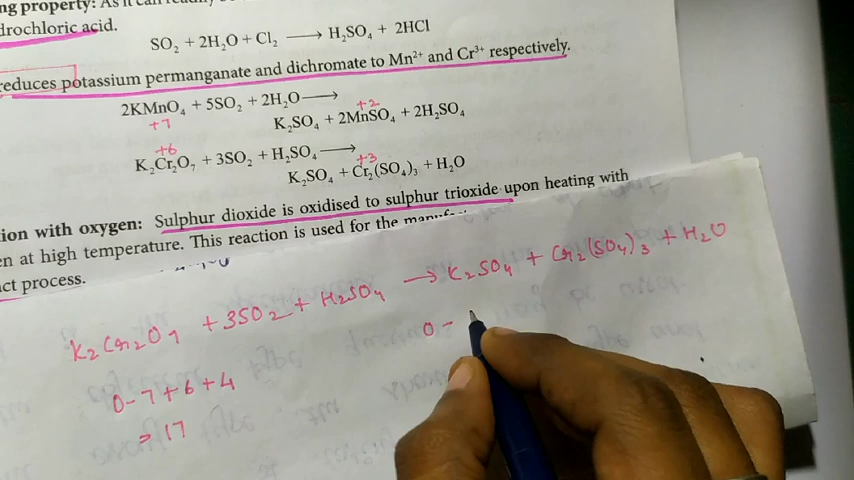 ng property: As it can readily
drochloric acid.
SO₂ + 2H₂O + Cl₂ ⟶ H₂SO₄ + 2HCl
reduces potassium permanganate and dichromate to Mn²⁺ and Cr³⁺ respectively.
2KMnO₄ + 5SO₂ + 2H₂O ⟶
+7
+2
K₂SO₄ + 2MnSO₄ + 2H₂SO₄
+6
K₂Cr₂O₇ + 3SO₂ + H₂SO₄ ⟶
+3
K₂SO₄ + Cr₂(SO₄)₃ + H₂O
ion with oxygen: Sulphur dioxide is oxidised to sulphur trioxide upon heating with
en at high temperature. This reaction is used for the
ct process.
K₂Cr₂O₇ + 3SO₂ + H₂SO₄ → K₂SO₄ + Cr₂(SO₄)₃ + H₂O
0-7+6+4
17
0-